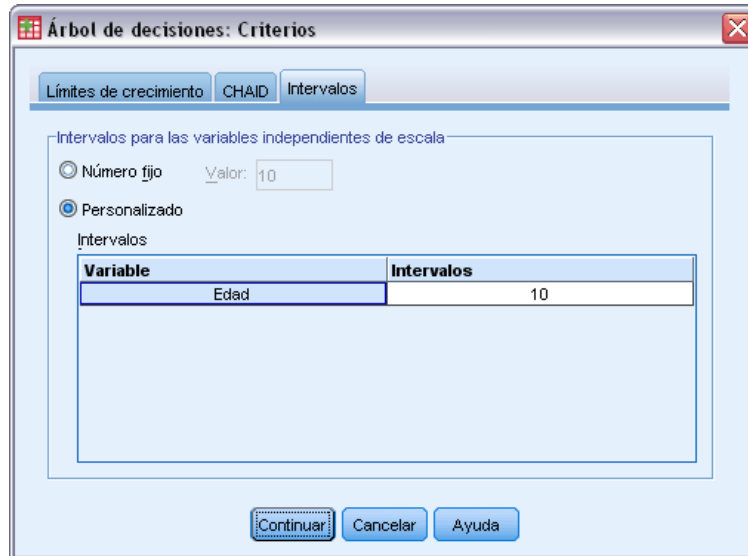 Árbol de decisiones: Criterios
Límites de crecimiento CHAID Intervalos
Intervalos para las variables independientes de escala
Número fijo Valor: 10
Personalizado
Intervalos
Variable Intervalos
Edad 10
Continuar Cancelar Ayuda